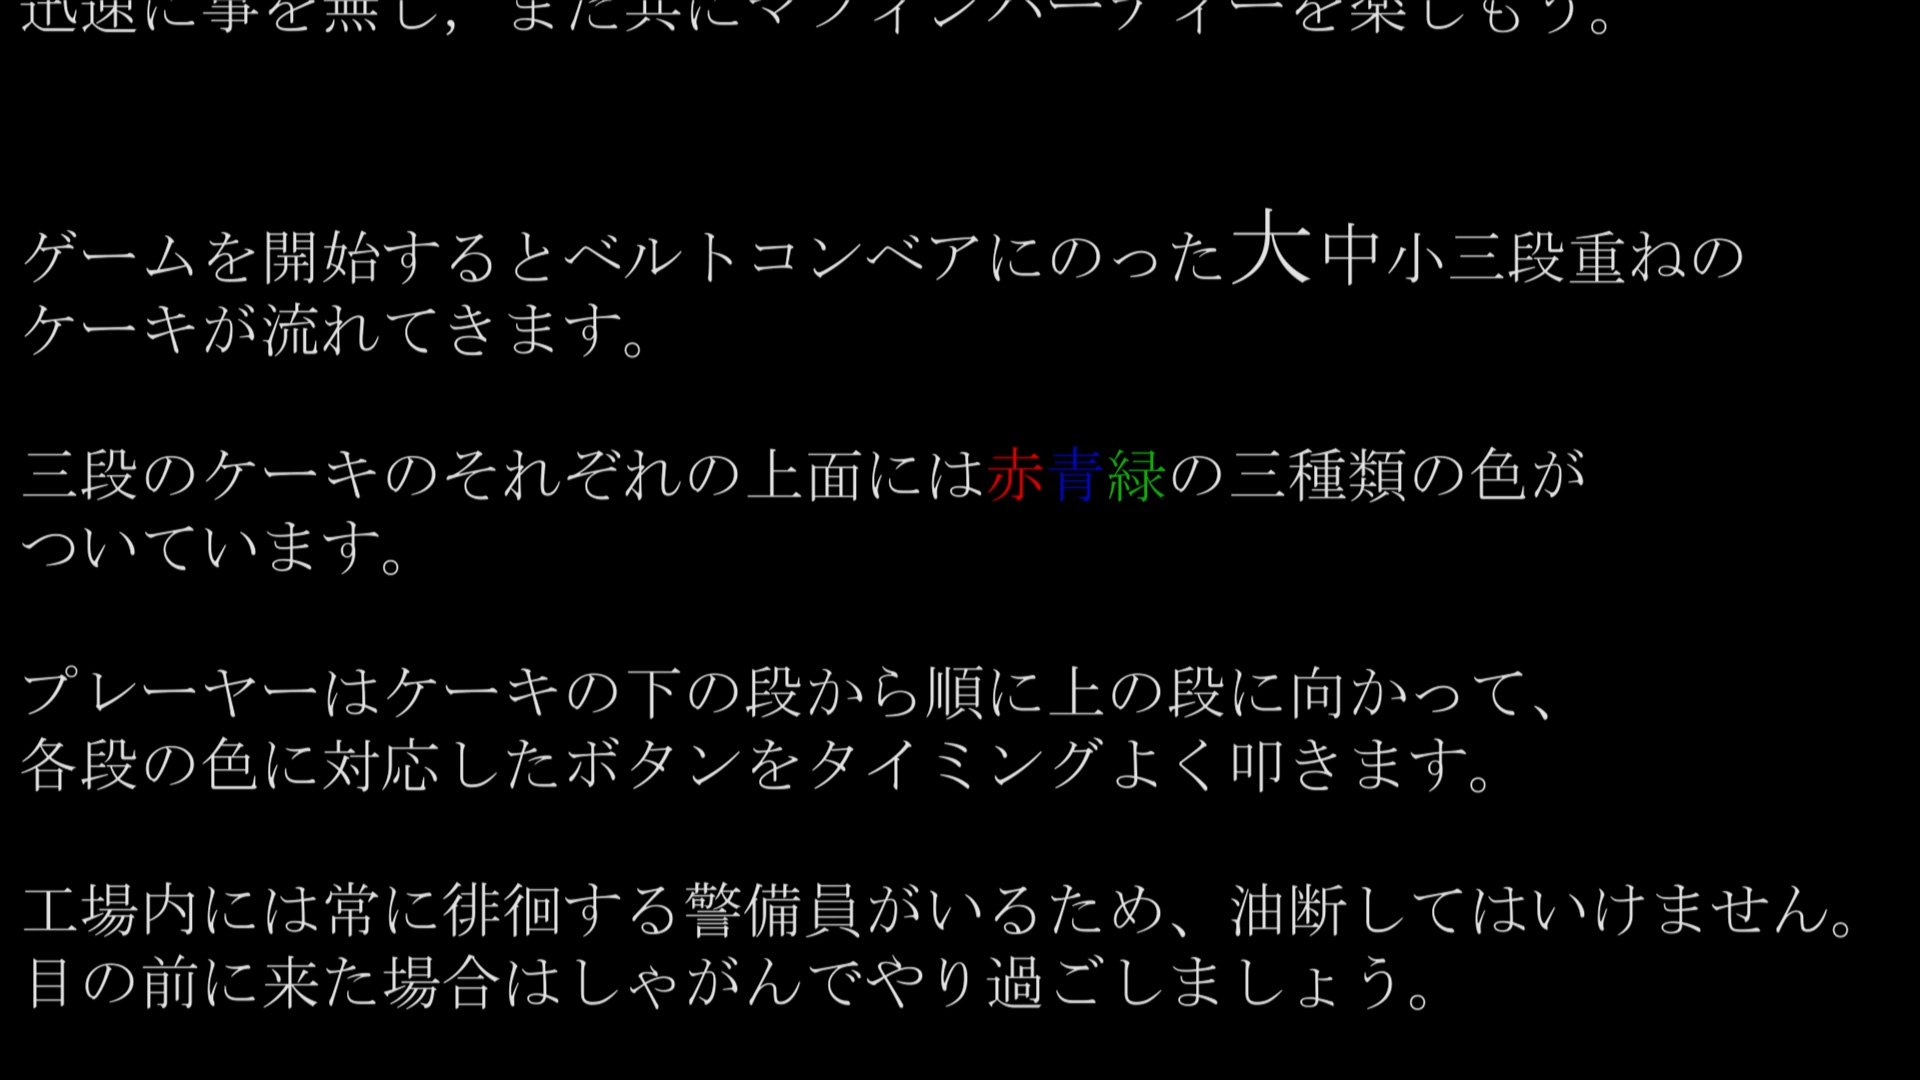 迅速に事を無し，また共にマフィンパーティーを楽しもう。
ゲームを開始するとベルトコンベアにのった大中小三段重ねの
ケーキが流れてきます。
三段のケーキのそれぞれの上面には赤青緑の三種類の色が
ついています。
プレーヤーはケーキの下の段から順に上の段に向かって、
各段の色に対応したボタンをタイミングよく叩きます。
工場内には常に徘徊する警備員がいるため、油断してはいけません。
目の前に来た場合はしゃがんでやり過ごしましょう。